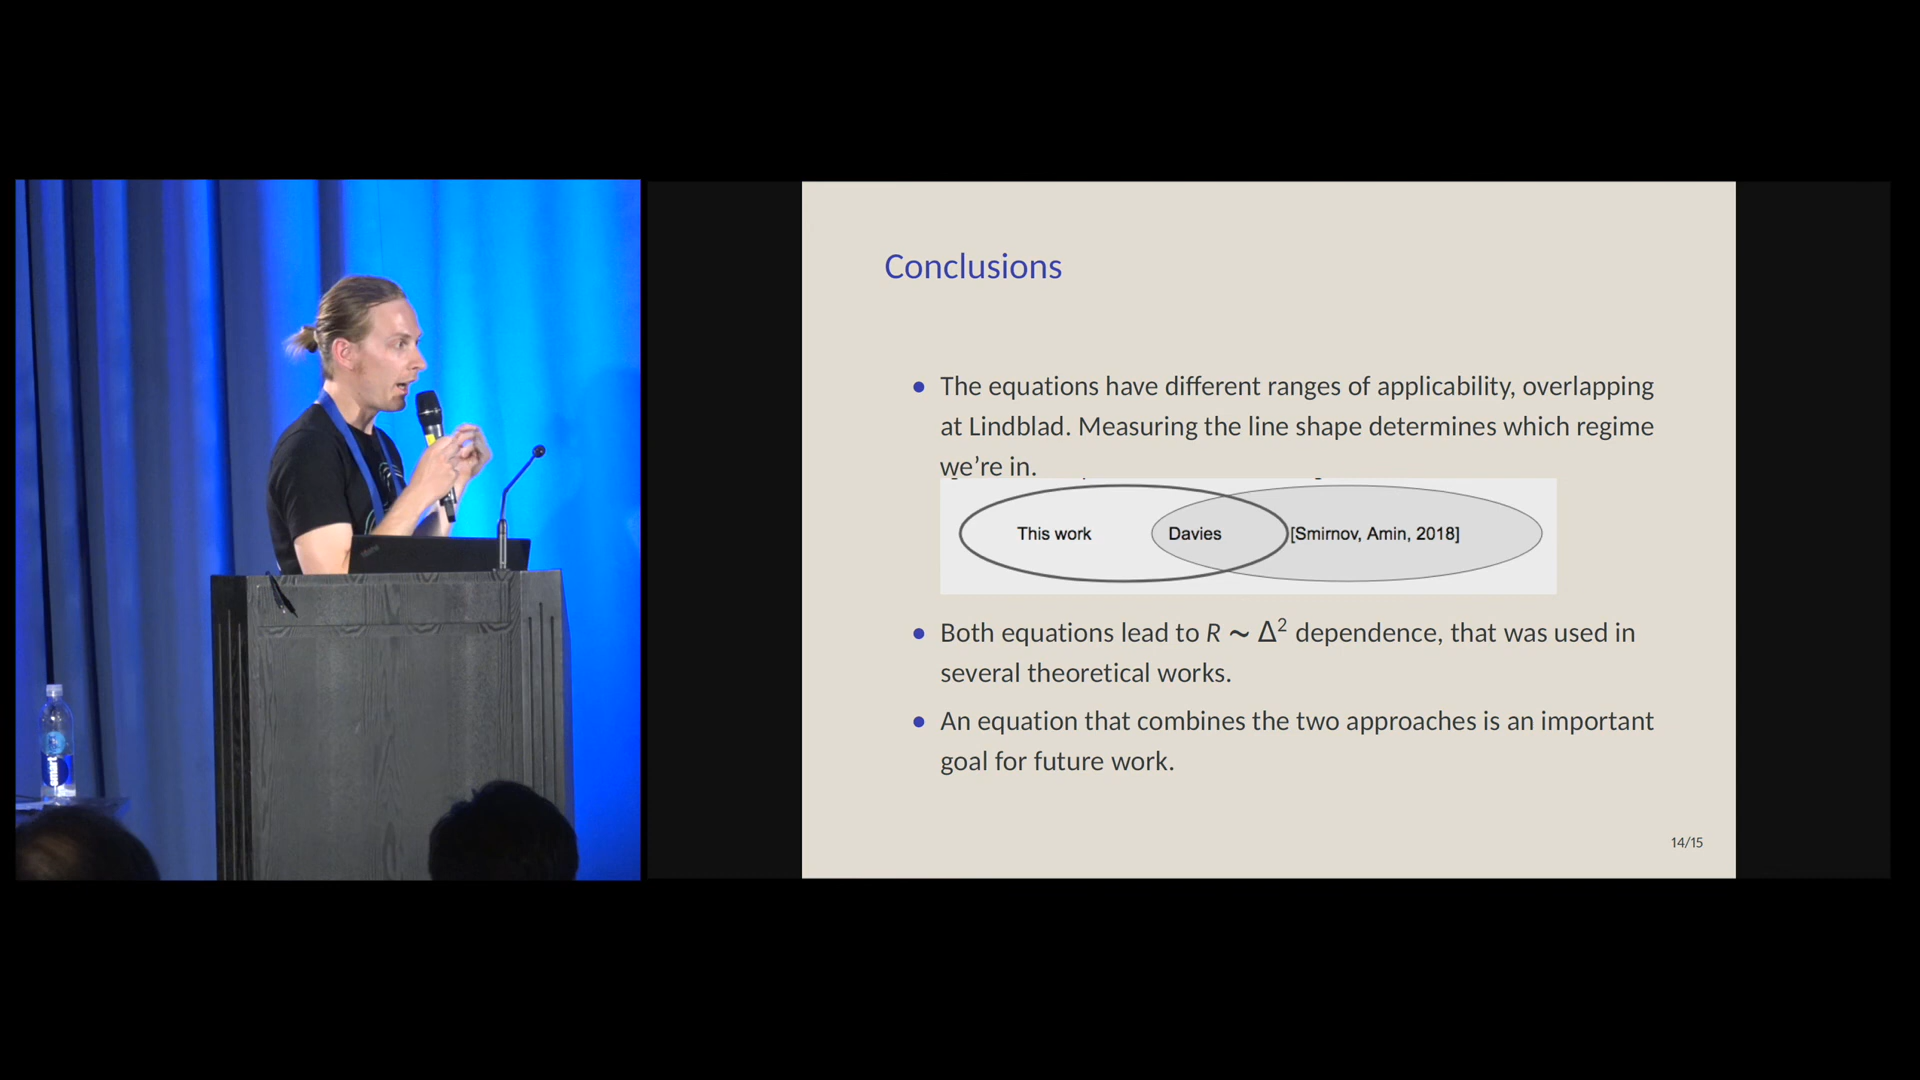 Conclusions
The equations have different ranges of applicability, overlapping
at Lindblad. Measuring the line shape determines which regime
we're in.
This work Davies [Smirnov, Amin, 2018]
Both equations lead to R ∼ Δ² dependence, that was used in
several theoretical works.
An equation that combines the two approaches is an important
goal for future work.
14/15
smart